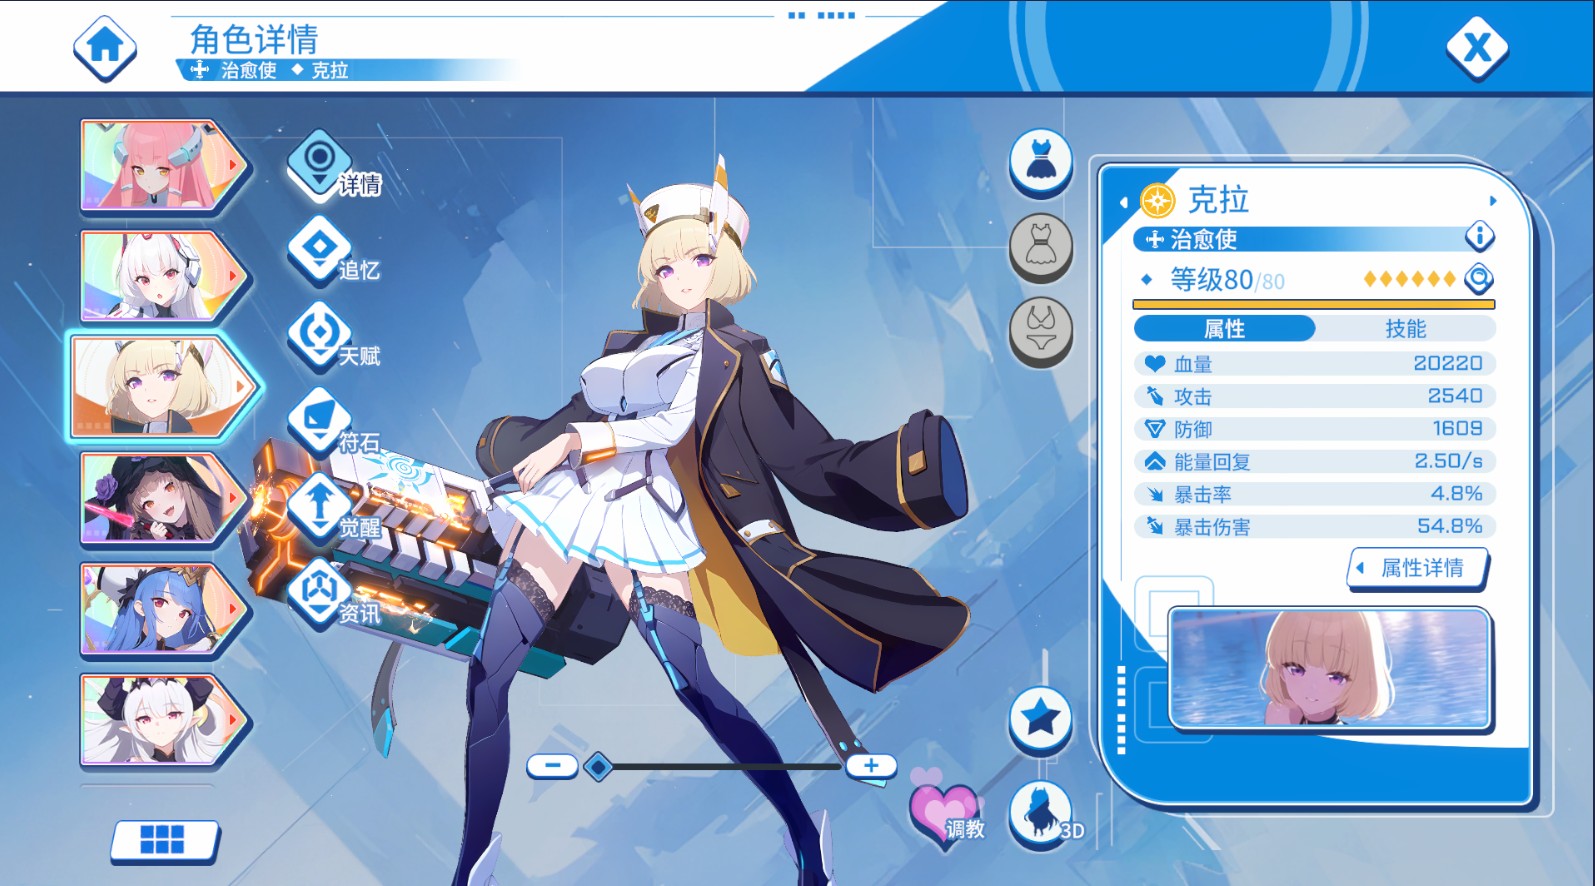 角色详情
治愈使 ◆ 克拉
详情
追忆
天赋
符石
觉醒
资讯
调教
3D
克拉
治愈使
等级80/80
属性 技能
血量 20220
攻击 2540
防御 1609
能量回复 2.50/s
暴击率 4.8%
暴击伤害 54.8%
属性详情